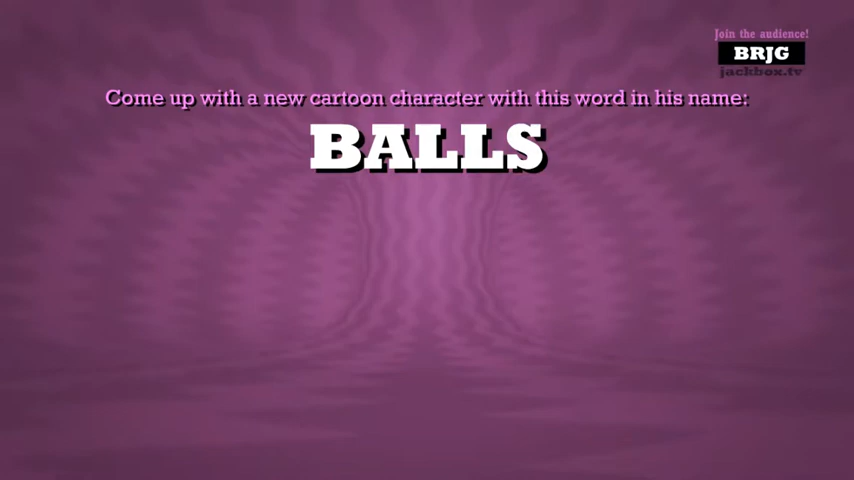 Join the audience!
BRJG
jackbox.tv
Come up with a new cartoon character with this word in his name:
BALLS